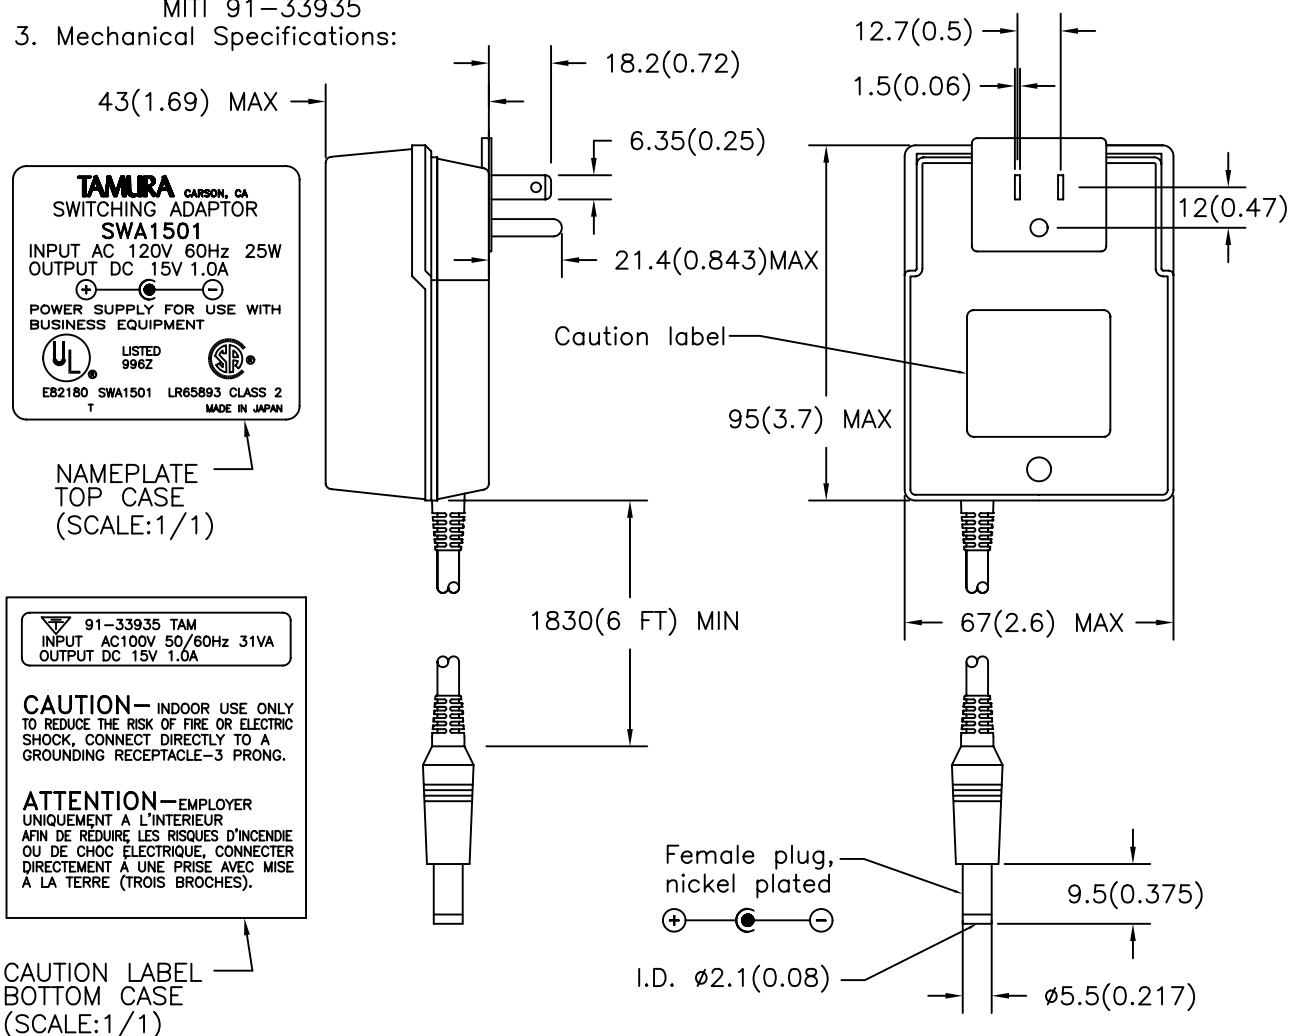 MITI 91-33935
3. Mechanical Specifications:
43(1.69) MAX
18.2(0.72)
6.35(0.25)
21.4(0.843)MAX
12.7(0.5)
1.5(0.06)
12(0.47)
Caution label
95(3.7) MAX
67(2.6) MAX
1830(6 FT) MIN
TAMURA CARSON, CA
SWITCHING ADAPTOR
SWA1501
INPUT AC 120V 60Hz 25W
OUTPUT DC 15V 1.0A
+ −
POWER SUPPLY FOR USE WITH
BUSINESS EQUIPMENT
UL ® LISTED SA ®
996Z
E82180 SWA1501 LR65893 CLASS 2
T MADE IN JAPAN
NAMEPLATE
TOP CASE
(SCALE:1/1)
T 91-33935 TAM
INPUT AC100V 50/60Hz 31VA
OUTPUT DC 15V 1.0A
CAUTION— INDOOR USE ONLY
TO REDUCE THE RISK OF FIRE OR ELECTRIC
SHOCK, CONNECT DIRECTLY TO A
GROUNDING RECEPTACLE-3 PRONG.
ATTENTION—EMPLOYER
UNIQUEMENT A L'INTERIEUR
AFIN DE RÉDUIRE LES RISQUES D'INCENDIE
OU DE CHOC ÉLECTRIQUE, CONNECTER
DIRECTEMENT À UNE PRISE AVEC MISE
À LA TERRE (TROIS BROCHES).
CAUTION LABEL
BOTTOM CASE
(SCALE:1/1)
Female plug,
nickel plated
+ −
I.D. ø2.1(0.08)
9.5(0.375)
ø5.5(0.217)